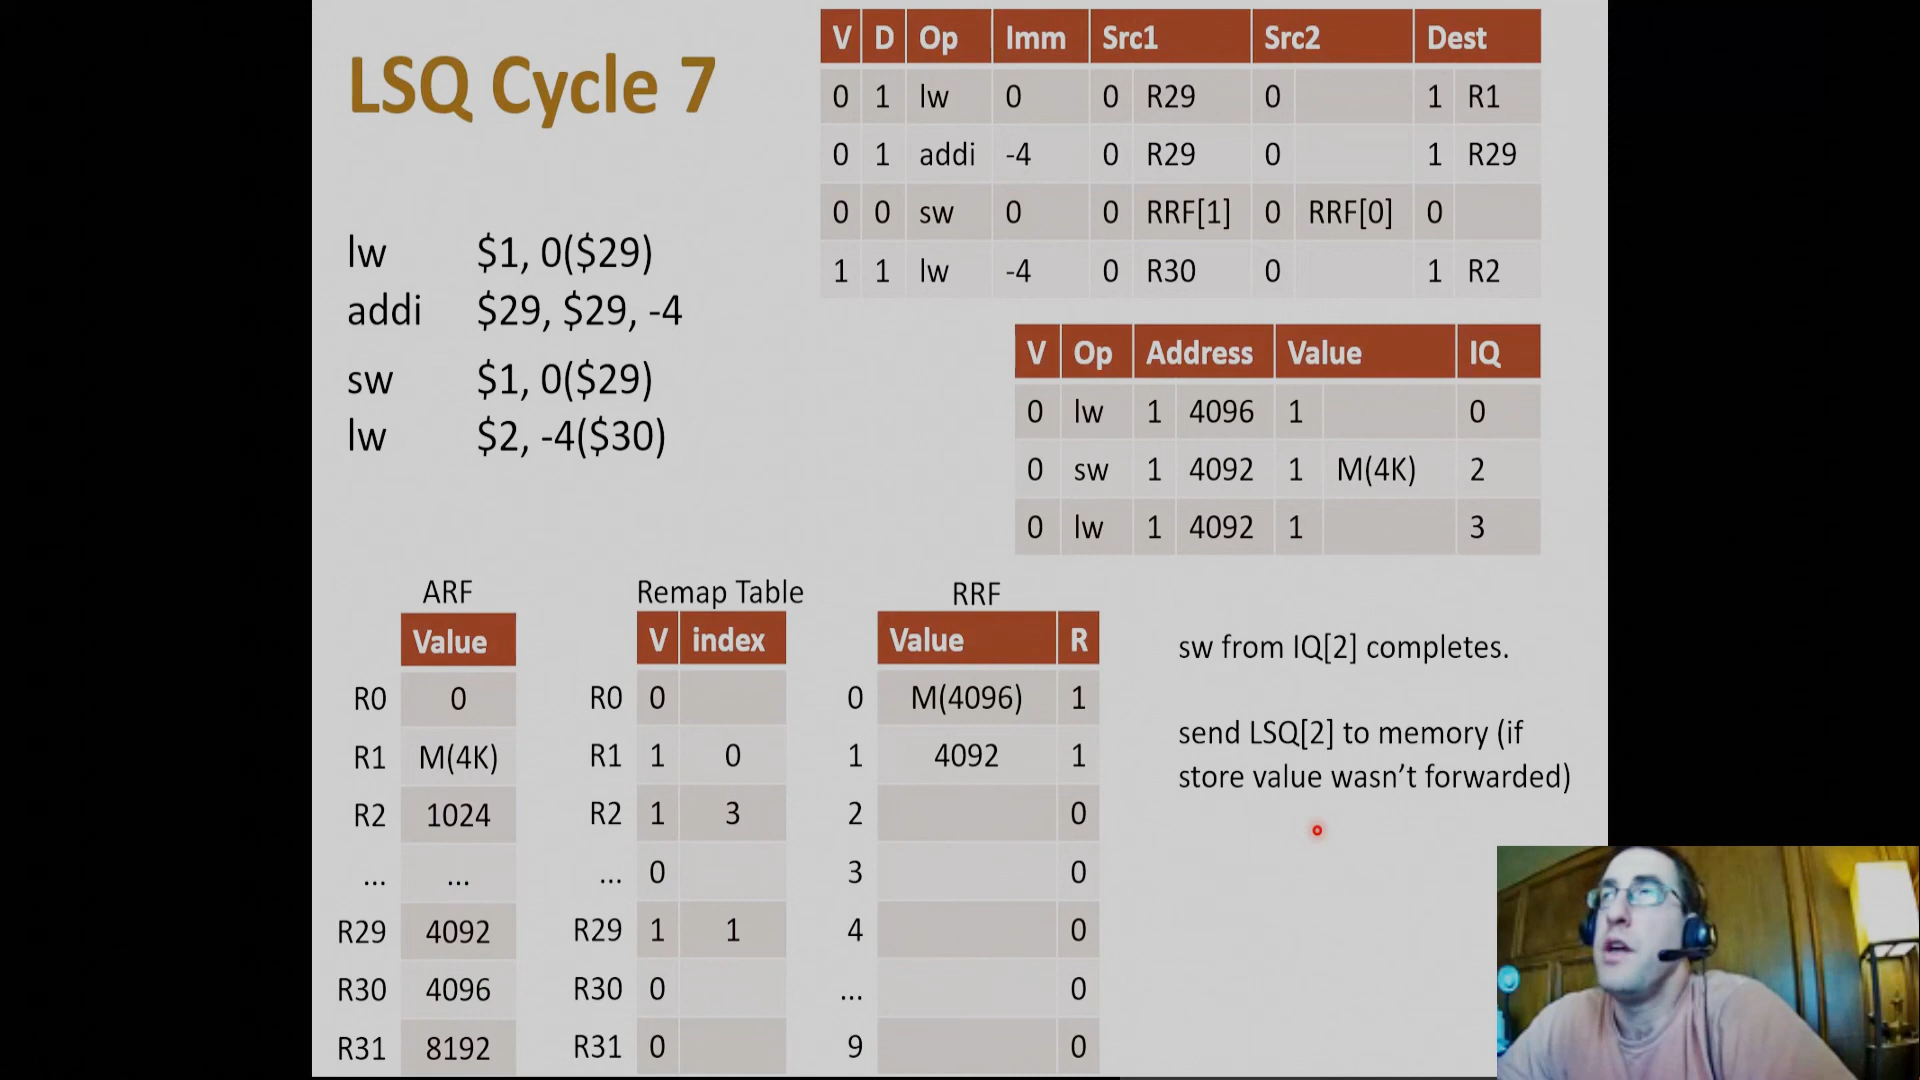 LSQ Cycle 7
lw $1, 0($29)
addi $29, $29, -4
sw $1, 0($29)
lw $2, -4($30)
V D Op Imm Src1 Src2 Dest
0 1 lw 0 0 R29 0 1 R1
0 1 addi -4 0 R29 0 1 R29
0 0 sw 0 0 RRF[1] 0 RRF[0] 0
1 1 lw -4 0 R30 0 1 R2
V Op Address Value IQ
0 lw 1 4096 1 0
0 sw 1 4092 1 M(4K) 2
0 lw 1 4092 1 3
ARF
Value
R0 0
R1 M(4K)
R2 1024
... ...
R29 4092
R30 4096
R31 8192
Remap Table
V index
R0 0
R1 1 0
R2 1 3
... 0
R29 1 1
R30 0
R31 0
RRF
Value R
0 M(4096) 1
1 4092 1
2 0
3 0
4 0
... 0
9 0
sw from IQ[2] completes.
send LSQ[2] to memory (if
store value wasn't forwarded)